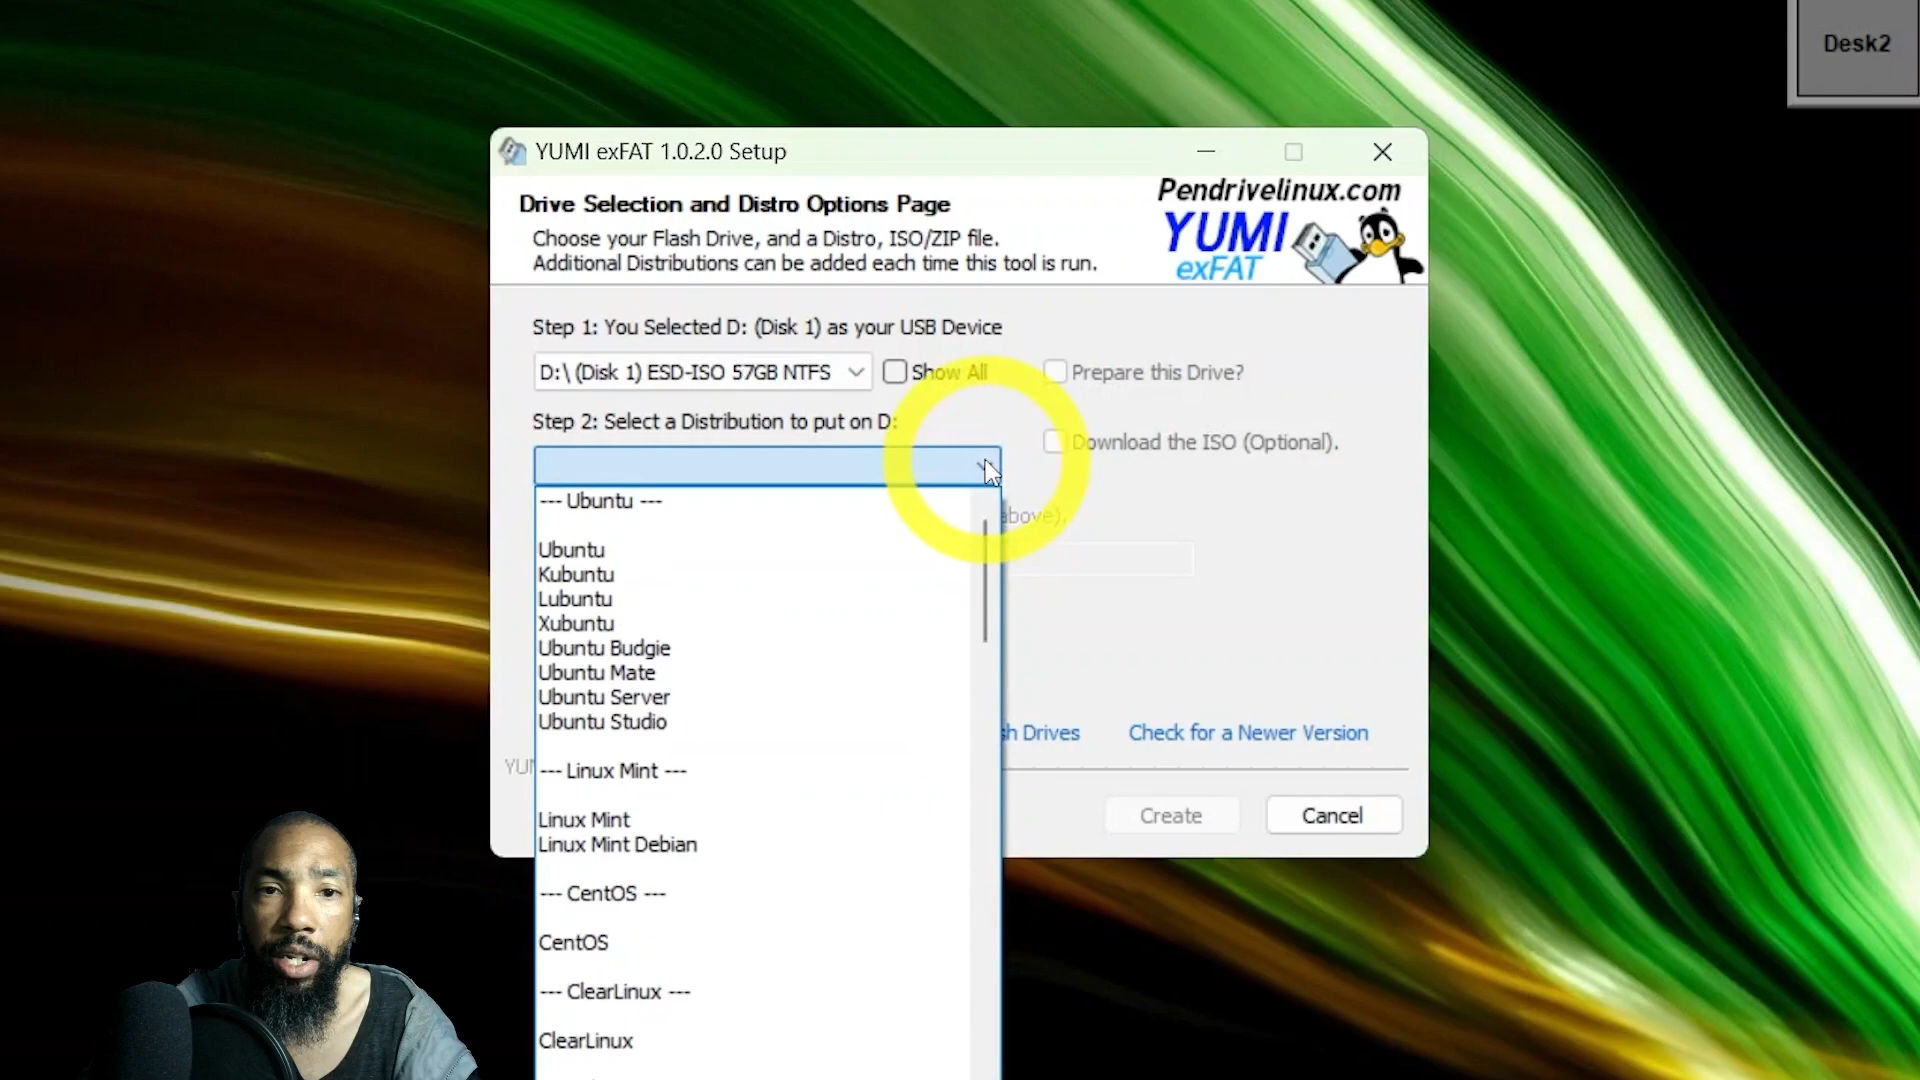 Desk2
YUMI exFAT 1.0.2.0 Setup
Drive Selection and Distro Options Page
Choose your Flash Drive, and a Distro, ISO/ZIP file.
Additional Distributions can be added each time this tool is run.
Pendrivelinux.com
YUMI
exFAT
Step 1: You Selected D: (Disk 1) as your USB Device
D:\ (Disk 1) ESD-ISO 57GB NTFS
Show All
Prepare this Drive?
Step 2: Select a Distribution to put on D:
Download the ISO (Optional).
above).
--- Ubuntu ---
Ubuntu
Kubuntu
Lubuntu
Xubuntu
Ubuntu Budgie
Ubuntu Mate
Ubuntu Server
Ubuntu Studio
--- Linux Mint ---
Linux Mint
Linux Mint Debian
--- CentOS ---
CentOS
--- ClearLinux ---
ClearLinux
sh Drives
Check for a Newer Version
YU
Create
Cancel